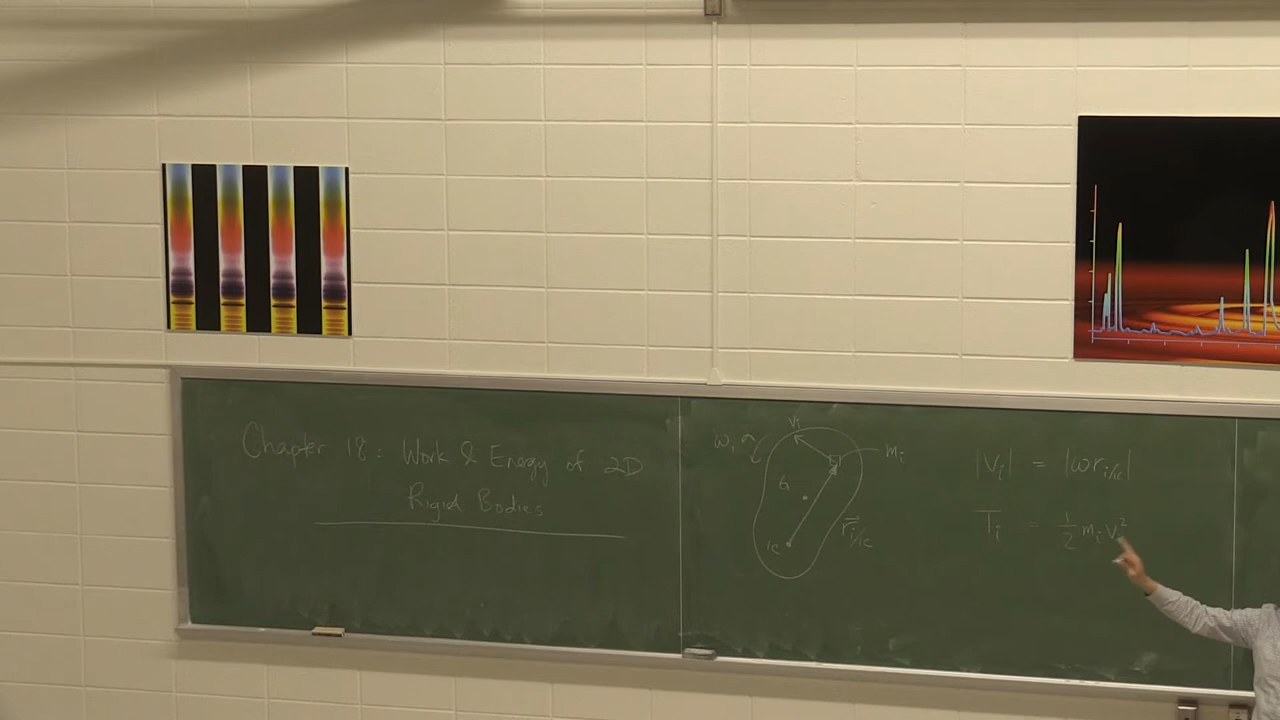 Chapter 18: Work & Energy of 2D
Rigid Bodies
ω, vᵢ
mᵢ
G
r⃗ᵢ/ᵢc
ic
|vᵢ| = |ωrᵢ/ᵢc|
Tᵢ = ½ mᵢ vᵢ²